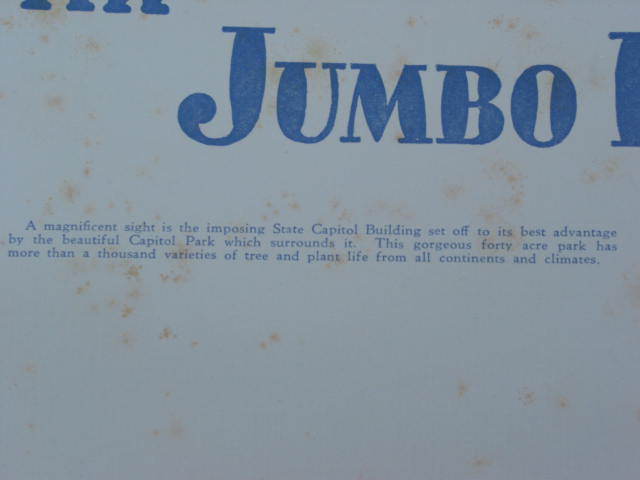 JUMBO
A magnificent sight is the imposing State Capitol Building set off to its best advantage
by the beautiful Capitol Park which surrounds it. This gorgeous forty acre park has
more than a thousand varieties of tree and plant life from all continents and climates.